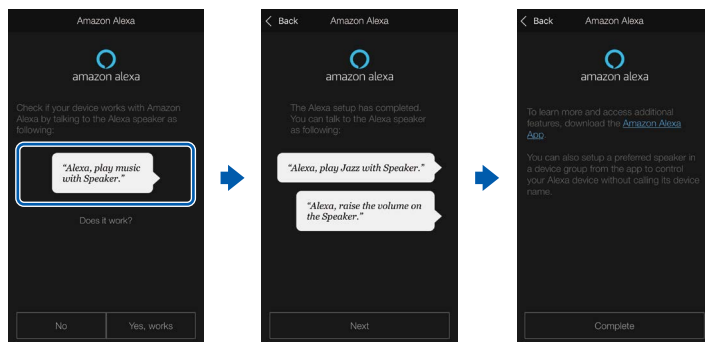 Amazon Alexa
amazon alexa
Check if your device works with Amazon
Alexa by talking to the Alexa speaker as
following:
"Alexa, play music
with Speaker."
Does it work?
No
Yes, works
Back
Amazon Alexa
amazon alexa
The Alexa setup has completed.
You can talk to the Alexa speaker
as following:
"Alexa, play Jazz with Speaker."
"Alexa, raise the volume on
the Speaker."
Next
Back
Amazon Alexa
amazon alexa
To learn more and access additional
features, download the Amazon Alexa
App.
You can also setup a preferred speaker in
a device group from the app to control
your Alexa device without calling its device
name.
Complete